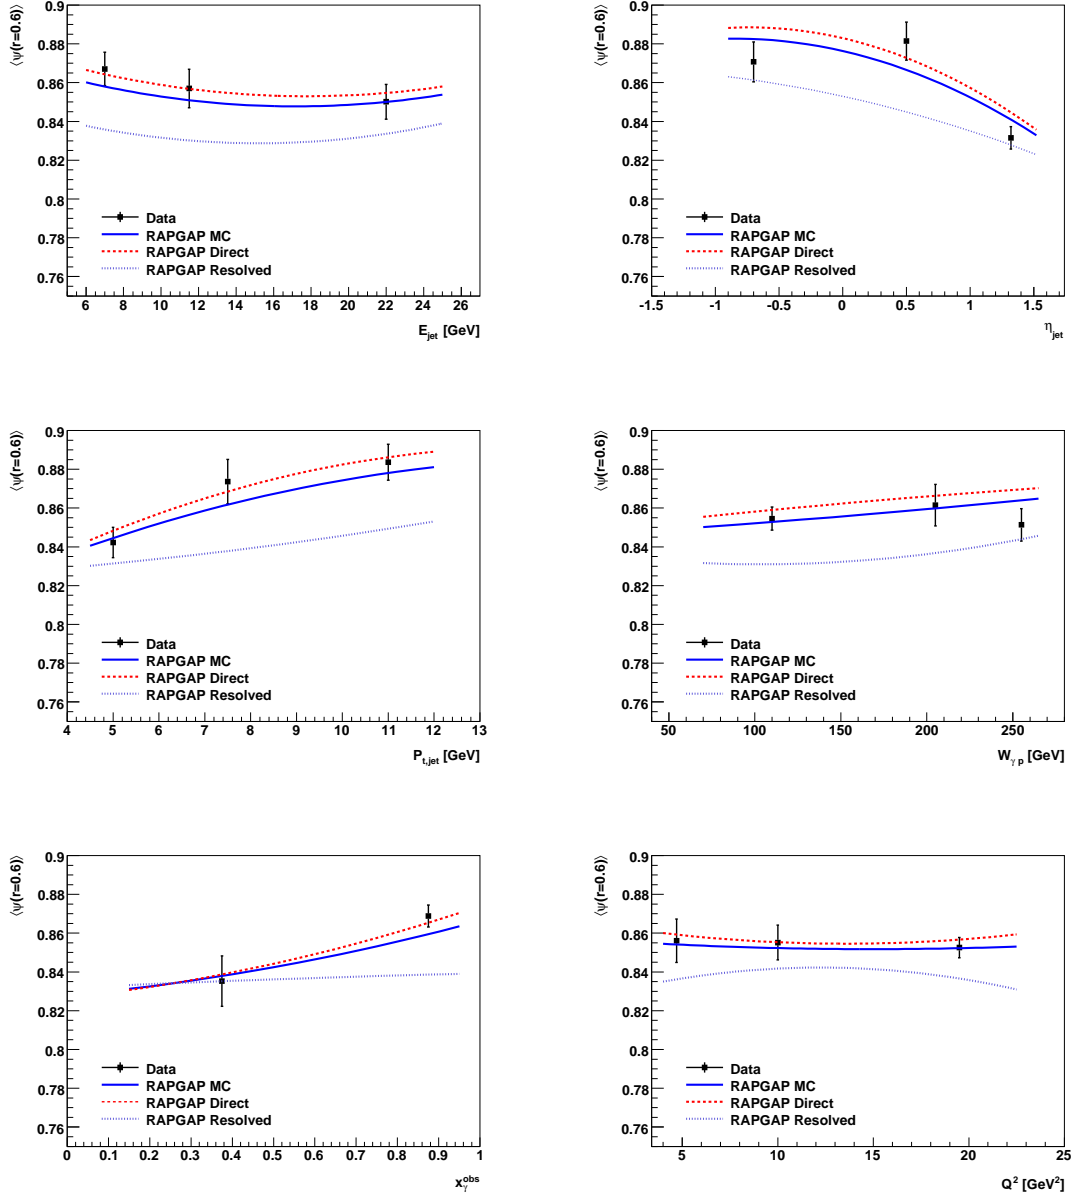 ⟨ψ(r=0.6)⟩
0.9
0.88
0.86
0.84
0.82
0.8
0.78
0.76
Data
RAPGAP MC
RAPGAP Direct
RAPGAP Resolved
6 8 10 12 14 16 18 20 22 24 26
E_jet [GeV]
⟨ψ(r=0.6)⟩
0.9
0.88
0.86
0.84
0.82
0.8
0.78
0.76
Data
RAPGAP MC
RAPGAP Direct
RAPGAP Resolved
-1.5 -1 -0.5 0 0.5 1 1.5
η_jet
⟨ψ(r=0.6)⟩
0.9
0.88
0.86
0.84
0.82
0.8
0.78
0.76
Data
RAPGAP MC
RAPGAP Direct
RAPGAP Resolved
4 5 6 7 8 9 10 11 12 13
P_t,jet [GeV]
⟨ψ(r=0.6)⟩
0.9
0.88
0.86
0.84
0.82
0.8
0.78
0.76
Data
RAPGAP MC
RAPGAP Direct
RAPGAP Resolved
50 100 150 200 250
W_γ p [GeV]
⟨ψ(r=0.6)⟩
0.9
0.88
0.86
0.84
0.82
0.8
0.78
0.76
Data
RAPGAP MC
RAPGAP Direct
RAPGAP Resolved
0 0.1 0.2 0.3 0.4 0.5 0.6 0.7 0.8 0.9 1
x_γ^obs
⟨ψ(r=0.6)⟩
0.9
0.88
0.86
0.84
0.82
0.8
0.78
0.76
Data
RAPGAP MC
RAPGAP Direct
RAPGAP Resolved
5 10 15 20 25
Q² [GeV²]